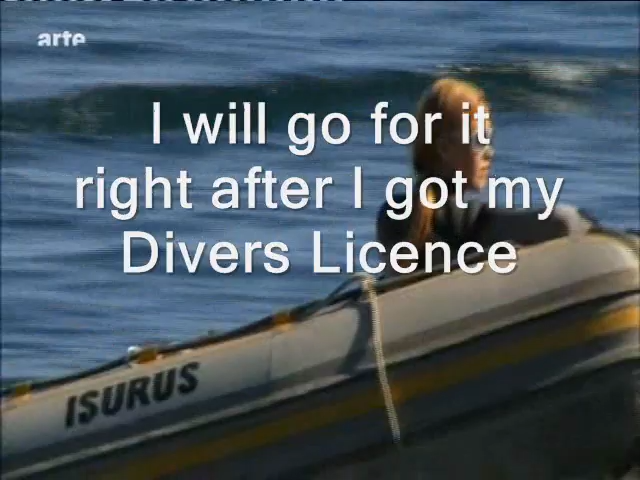 arte
I will go for it
right after I got my
Divers Licence
ISURUS